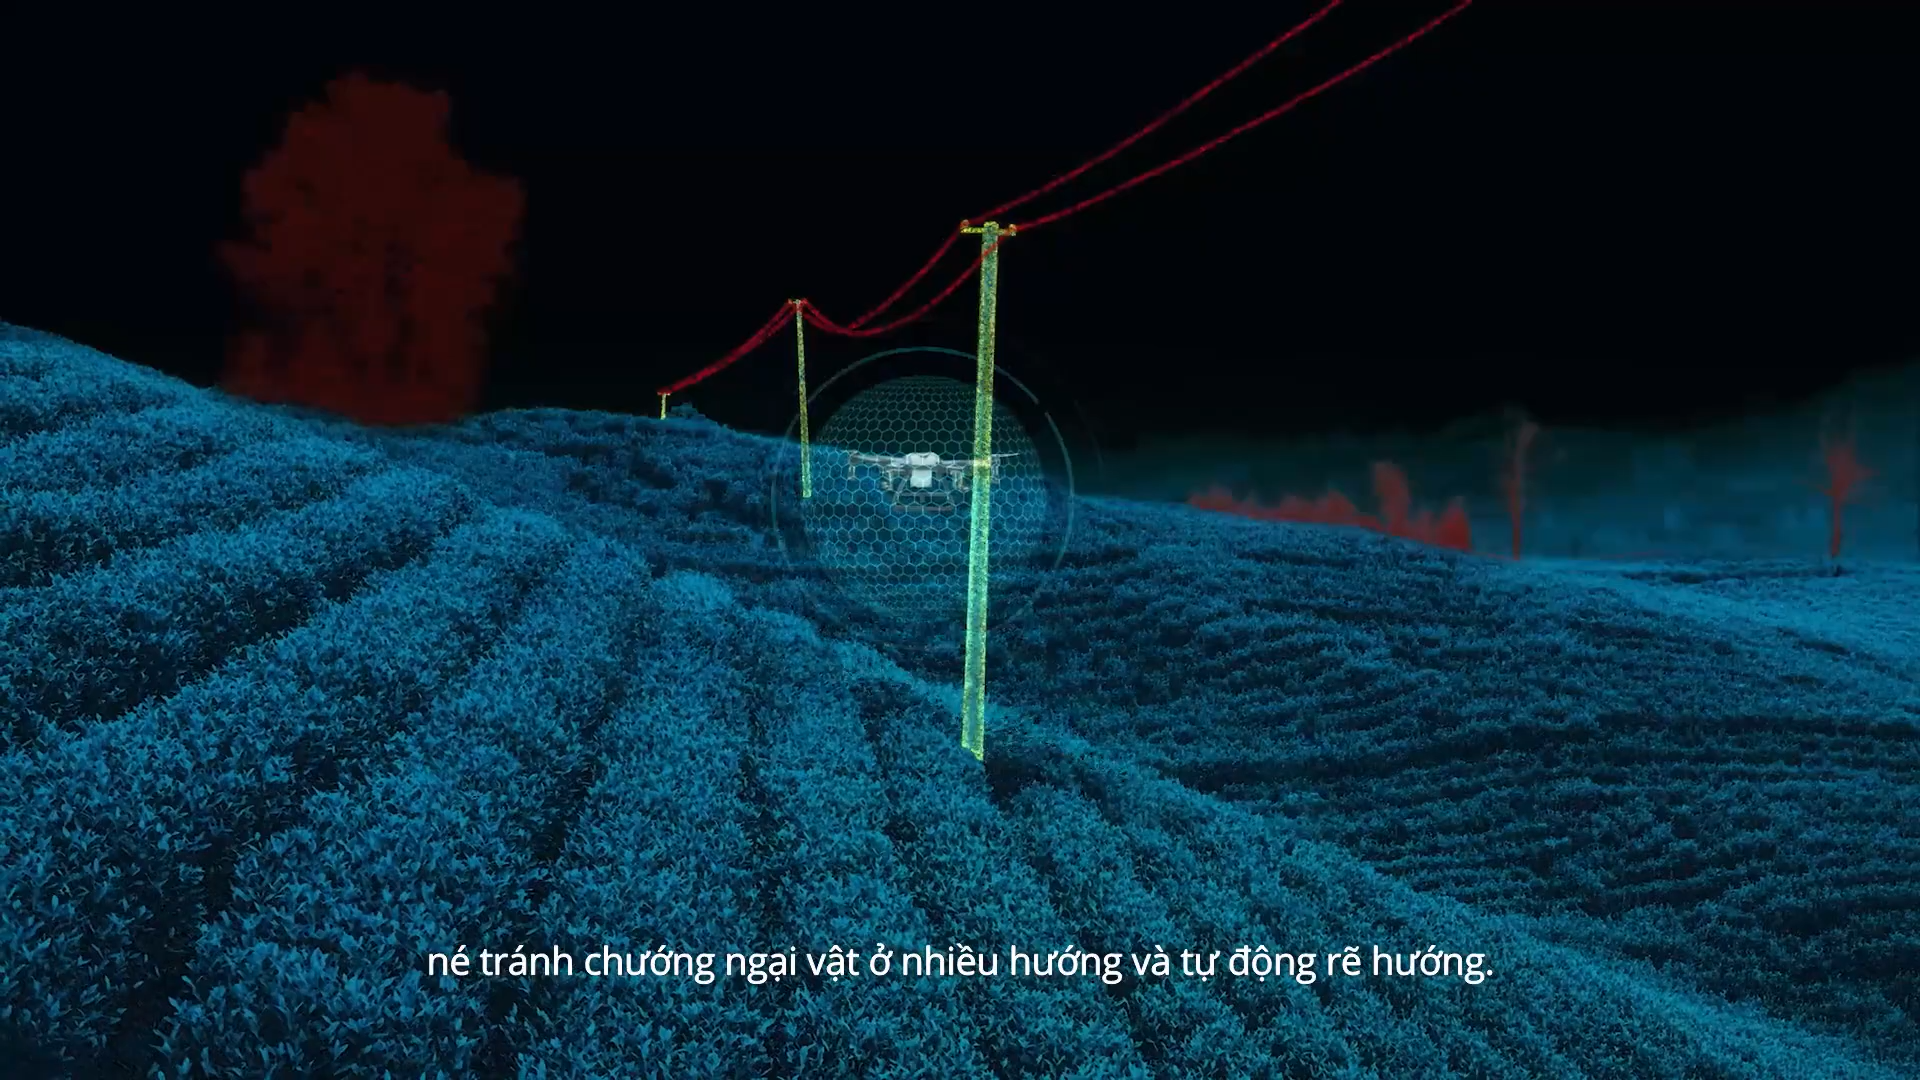 né tránh chướng ngại vật ở nhiều hướng và tự động rẽ hướng.